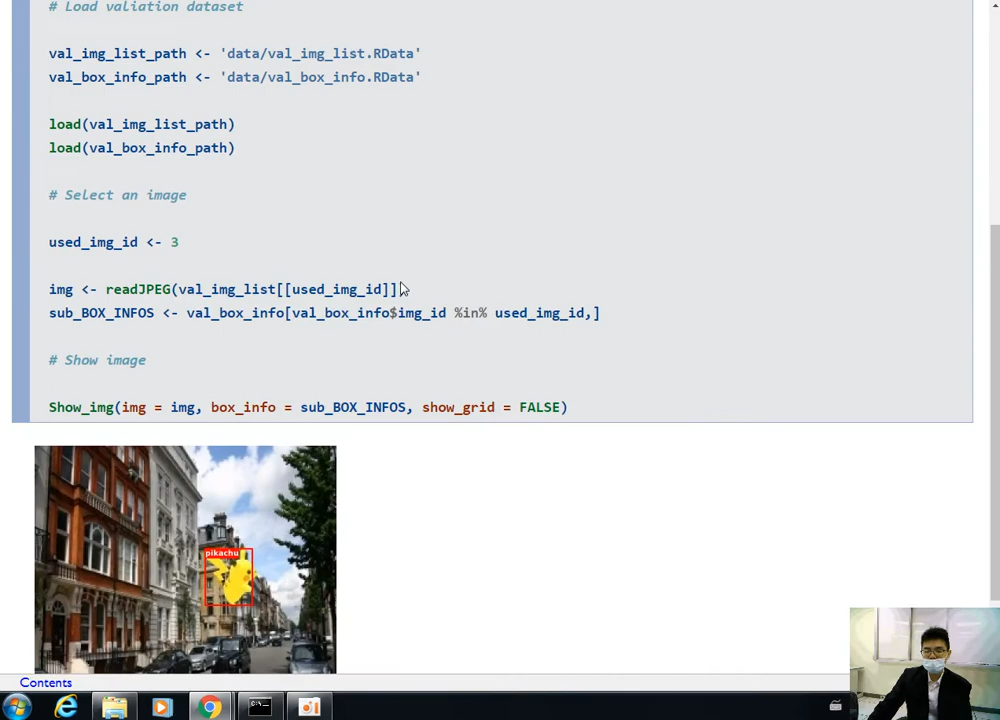 # Load valiation dataset
val_img_list_path <- 'data/val_img_list.RData'
val_box_info_path <- 'data/val_box_info.RData'
load(val_img_list_path)
load(val_box_info_path)
# Select an image
used_img_id <- 3
img <- readJPEG(val_img_list[[used_img_id]])
sub_BOX_INFOS <- val_box_info[val_box_info$img_id %in% used_img_id,]
# Show image
Show_img(img = img, box_info = sub_BOX_INFOS, show_grid = FALSE)
pikachu
Contents